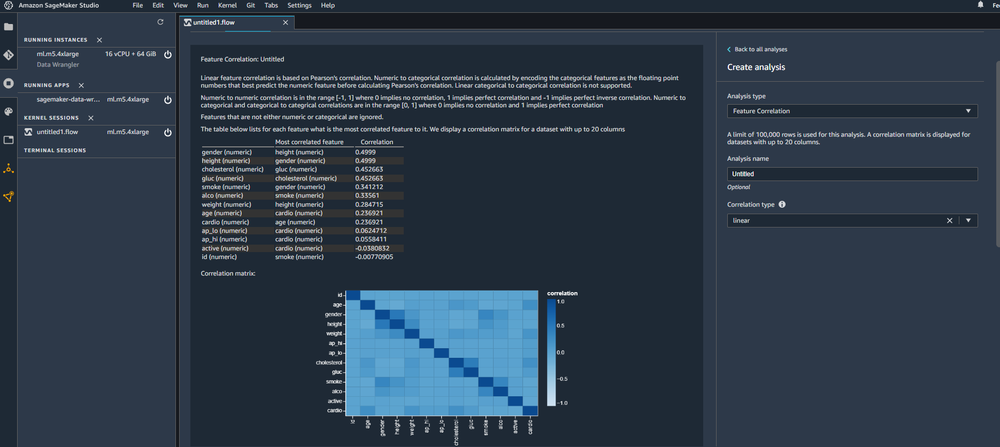 Amazon SageMaker Studio File Edit View Run Kernel Git Tabs Settings Help
RUNNING INSTANCES
ml.m5.4xlarge 16 vCPU + 64 GiB
Data Wrangler
RUNNING APPS
sagemaker-data-wr... ml.m5.4xlarge
KERNEL SESSIONS
untitled1.flow ml.m5.4xlarge
TERMINAL SESSIONS
untitled1.flow
Feature Correlation: Untitled
Linear feature correlation is based on Pearson's correlation. Numeric to categorical correlation is calculated by encoding the categorical features as the floating point
numbers that best predict the numeric feature before calculating Pearson's correlation. Linear categorical to categorical correlation is not supported.
Numeric to numeric correlation is in the range [-1, 1] where 0 implies no correlation, 1 implies perfect correlation and -1 implies perfect inverse correlation. Numeric to
categorical and categorical to categrical correlations are in the range [0, 1] where 0 implies no correlation and 1 implies perfect correlation
Features that are not either numeric or categorical are ignored.
The table below lists for each feature what is the most correlated feature to it. We display a correlation matrix for a dataset with up to 20 columns
Most correlated feature Correlation
gender (numeric) height (numeric) 0.4999
height (numeric) gender (numeric) 0.4999
cholesterol (numeric) gluc (numeric) 0.452663
gluc (numeric) cholesterol (numeric) 0.452663
smoke (numeric) gender (numeric) 0.341212
alco (numeric) smoke (numeric) 0.33561
weight (numeric) height (numeric) 0.284715
age (numeric) cardio (numeric) 0.236921
cardio (numeric) age (numeric) 0.236921
ap_lo (numeric) cardio (numeric) 0.0624712
ap_hi (numeric) cardio (numeric) 0.0558411
active (numeric) cardio (numeric) -0.0380832
id (numeric) smoke (numeric) -0.00770905
Correlation matrix:
id
age
gender
height
weight
ap_hi
ap_lo
cholesterol
gluc
smoke
alco
active
cardio
id age gender height weight ap_hi ap_lo cholesterol gluc smoke alco active cardio
correlation
1.0
0.5
0.0
−0.5
−1.0
Back to all analyses
Create analysis
Analysis type
Feature Correlation
A limit of 100,000 rows is used for this analysis. A correlation matrix is displayed for
datasets with up to 20 columns.
Analysis name
Untitled
Optional
Correlation type
linear